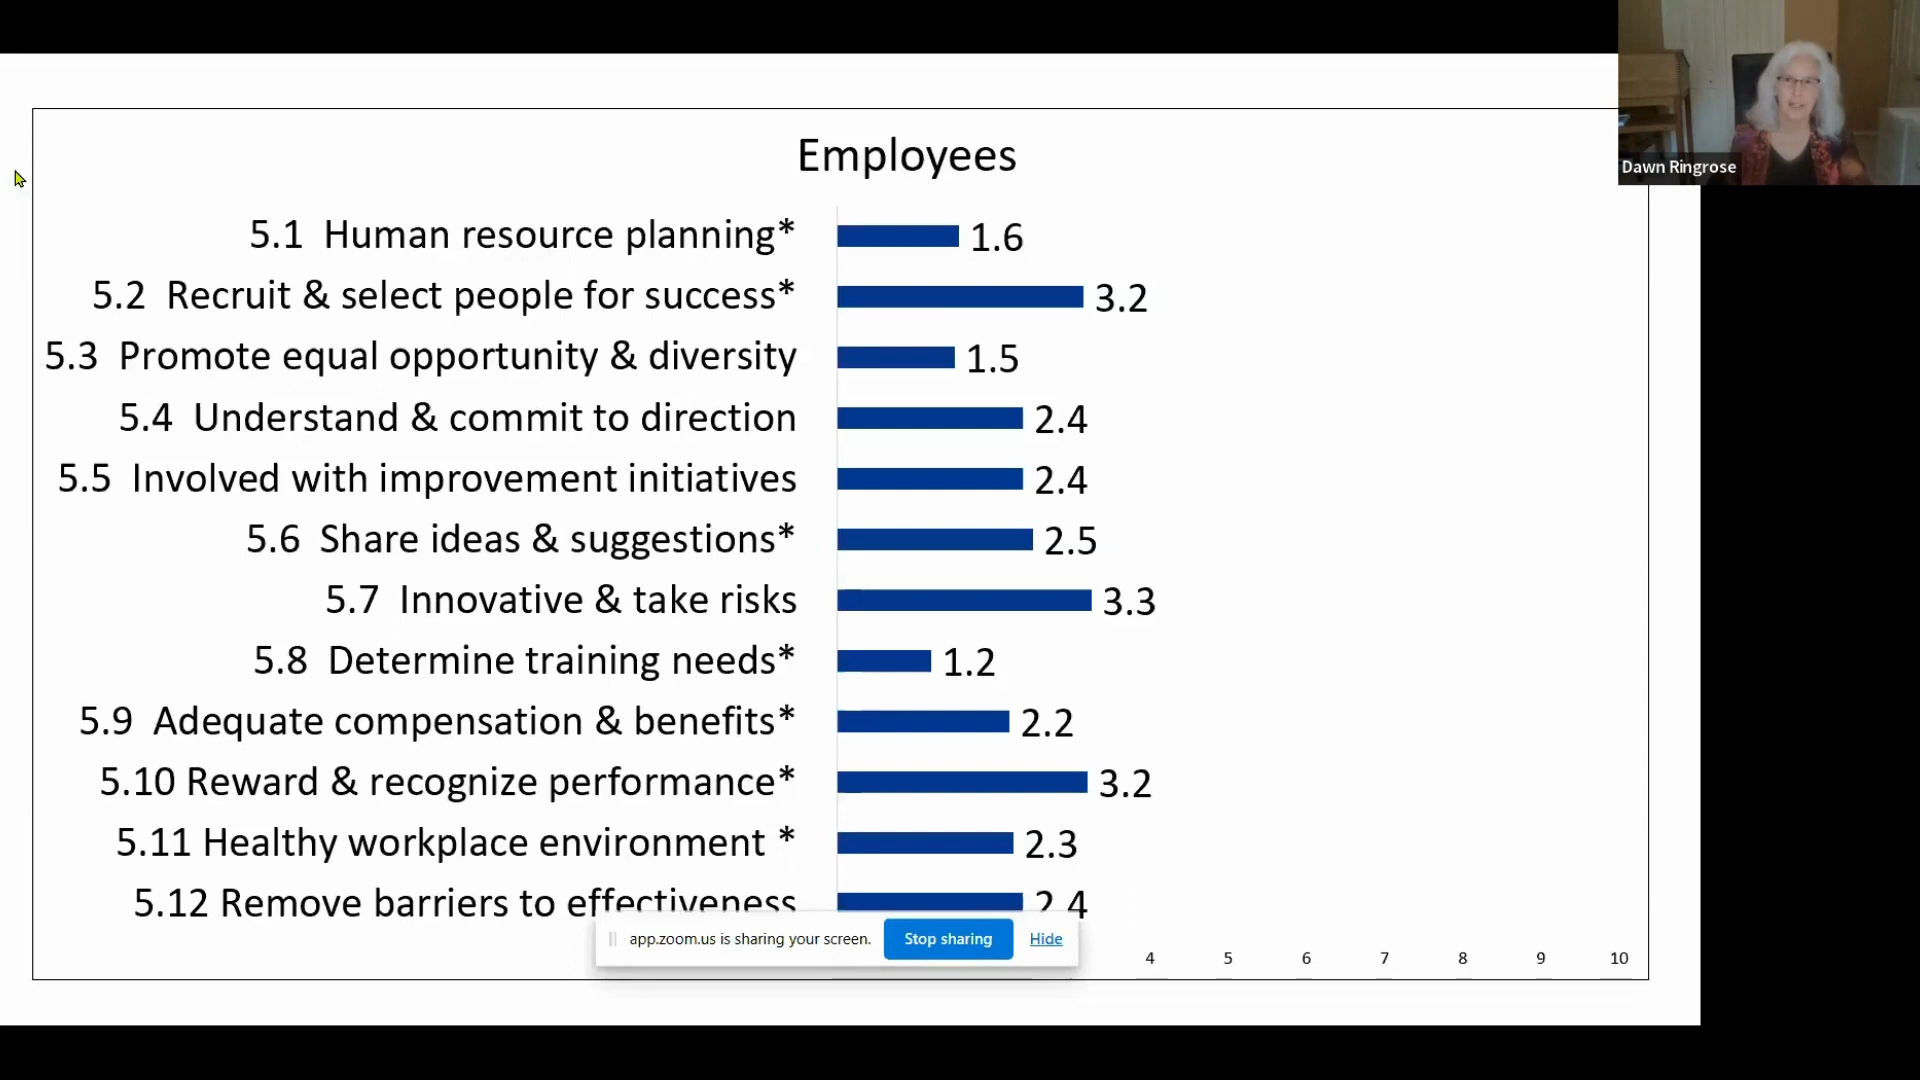 Employees
5.1 Human resource planning* 1.6
5.2 Recruit & select people for success* 3.2
5.3 Promote equal opportunity & diversity 1.5
5.4 Understand & commit to direction 2.4
5.5 Involved with improvement initiatives 2.4
5.6 Share ideas & suggestions* 2.5
5.7 Innovative & take risks 3.3
5.8 Determine training needs* 1.2
5.9 Adequate compensation & benefits* 2.2
5.10 Reward & recognize performance* 3.2
5.11 Healthy workplace environment * 2.3
5.12 Remove barriers to effectiveness 2.4
4 5 6 7 8 9 10
app.zoom.us is sharing your screen. Stop sharing Hide
Dawn Ringrose